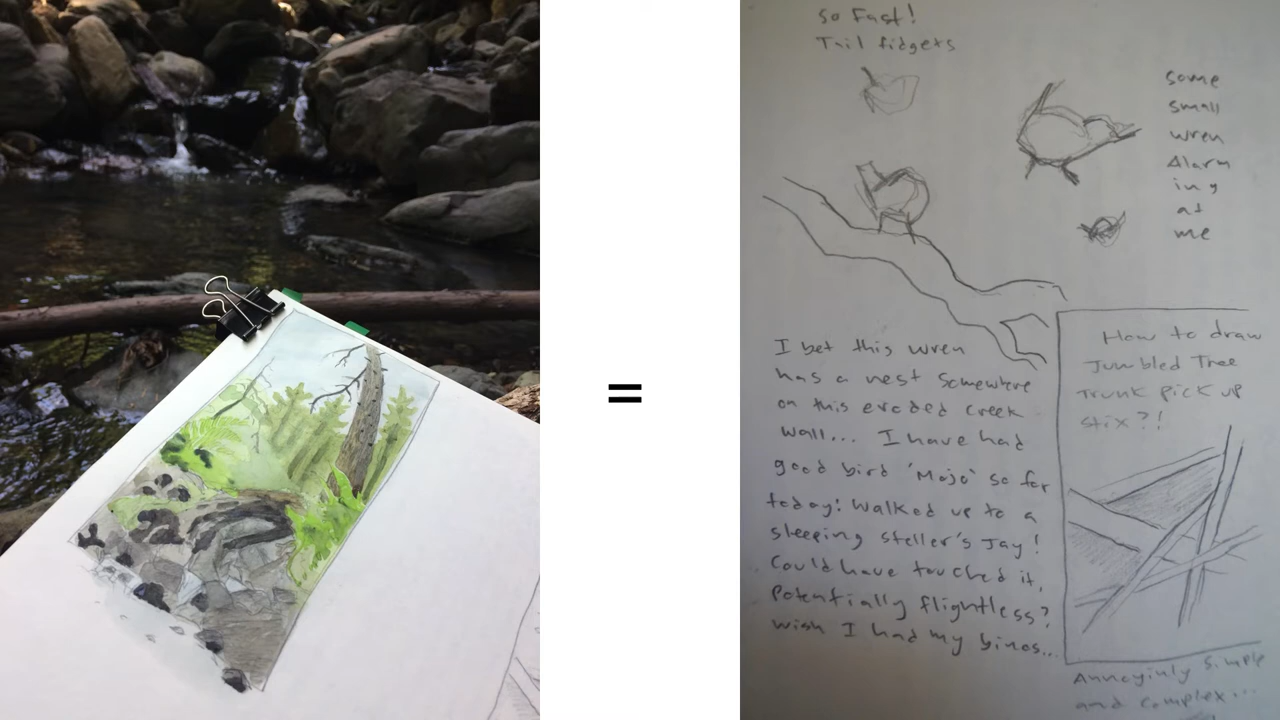 =
so Fast!
Tail fidgets
some
small
wren
Alarm
ing
at
me
I bet this wren
has a nest somewhere
on this eroded creek
wall... I have had
good bird 'Mojo' so far
today! Walked up to a
sleeping steller's Jay!
Could have touched it,
Potentially flightless?
wish I had my binos...
How to draw
Jumbled Tree
Trunk Pick up
stix?!
Annoyinly simple
and complex...